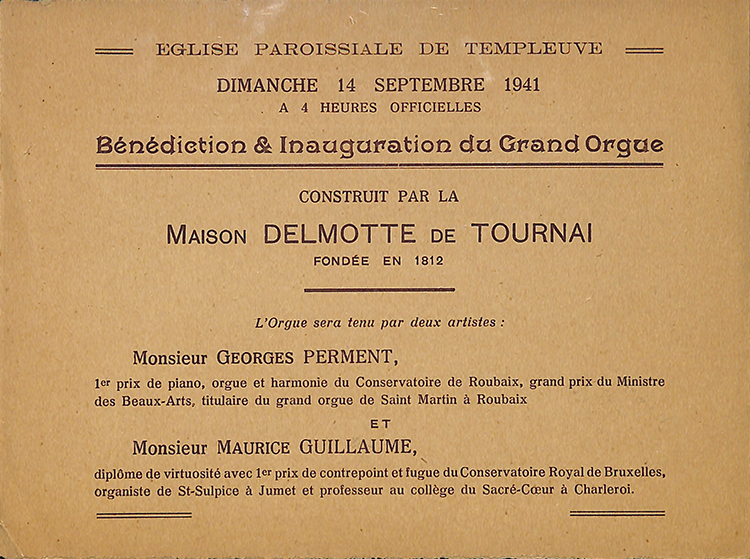 EGLISE PAROISSIALE DE TEMPLEUVE
DIMANCHE 14 SEPTEMBRE 1941
A 4 HEURES OFFICIELLES
Bénédiction & Inauguration du Grand Orgue
CONSTRUIT PAR LA
MAISON DELMOTTE DE TOURNAI
FONDÉE EN 1812
L'Orgue sera tenu par deux artistes :
Monsieur GEORGES PERMENT,
1er prix de piano, orgue et harmonie du Conservatoire de Roubaix, grand prix du Ministre
des Beaux-Arts, titulaire du grand orgue de Saint Martin à Roubaix
ET
Monsieur MAURICE GUILLAUME,
diplôme de virtuosité avec 1er prix de contrepoint et fugue du Conservatoire Royal de Bruxelles,
organiste de St-Sulpice à Jumet et professeur au collège du Sacré-Cœur à Charleroi.